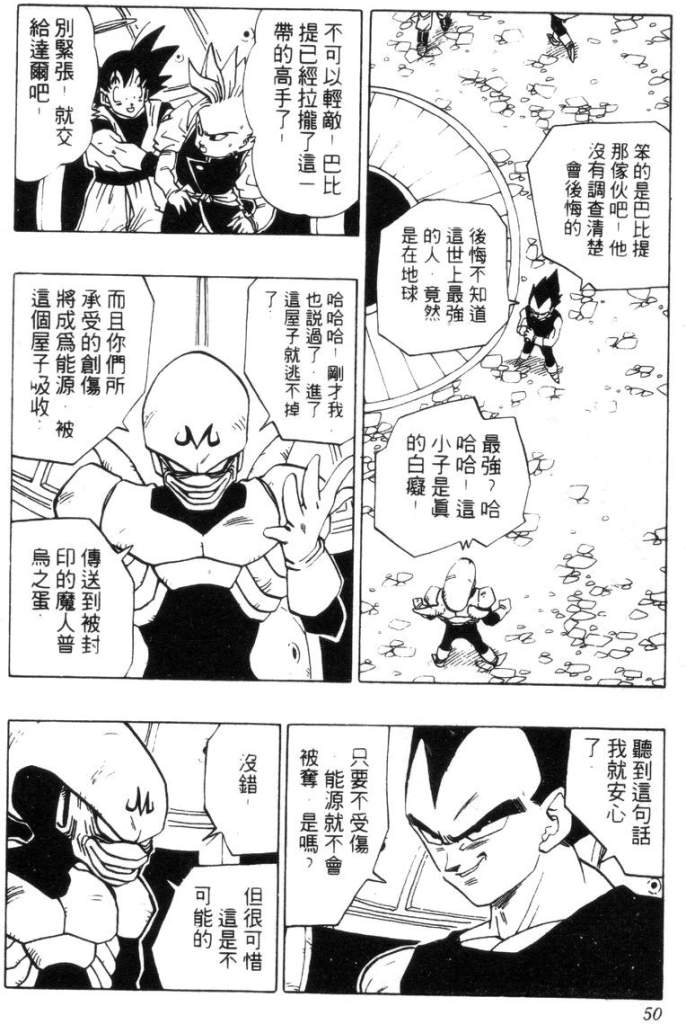 笨的是巴比提
那傢伙吧！他
沒有調查清楚
會後悔的
後悔不知道
這世上最強
的人．竟然
是在地球
最強？哈
哈哈！這
小子是真
的白癡！
不可以輕敵！巴比
提已經拉攏了這一
帶的高手了！
別緊張！就交
給達爾吧！
哈哈哈！剛才我．
也說過了．進了
這屋子就逃不掉
了．
而且你們所
承受的創傷
將成為能源．被
這個屋子吸收．
傳送到被封
印的魔人普
烏之蛋．
聽到這句話
我就安心
了．
只要不受傷
．能源就不會
被奪．是嗎？
沒錯．
但很可惜
這是不
可能的
50
M
M